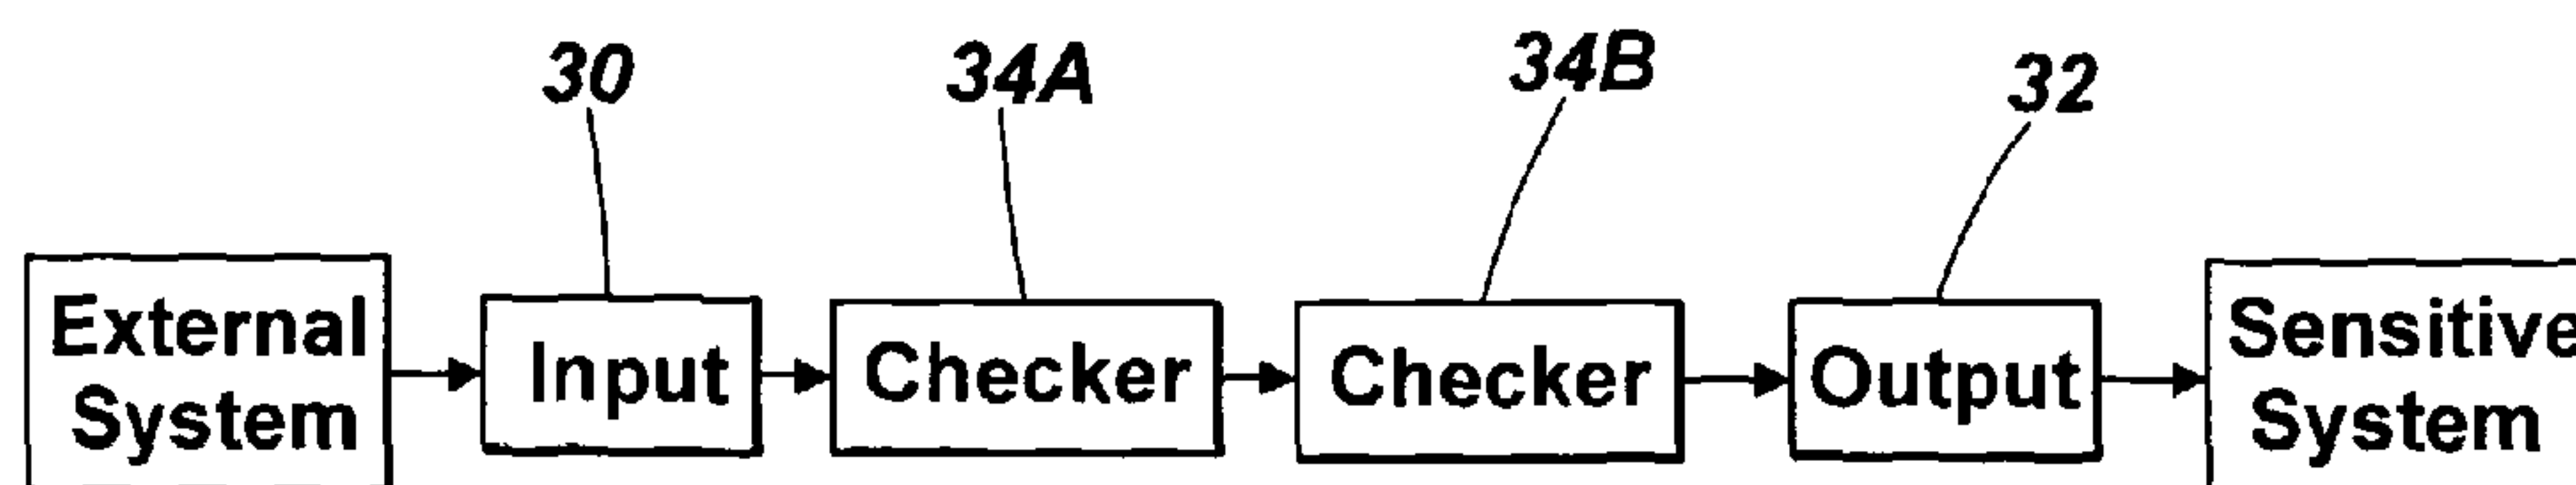 30 34A 34B 32
External System
Input
Checker
Checker
Output
Sensitive System